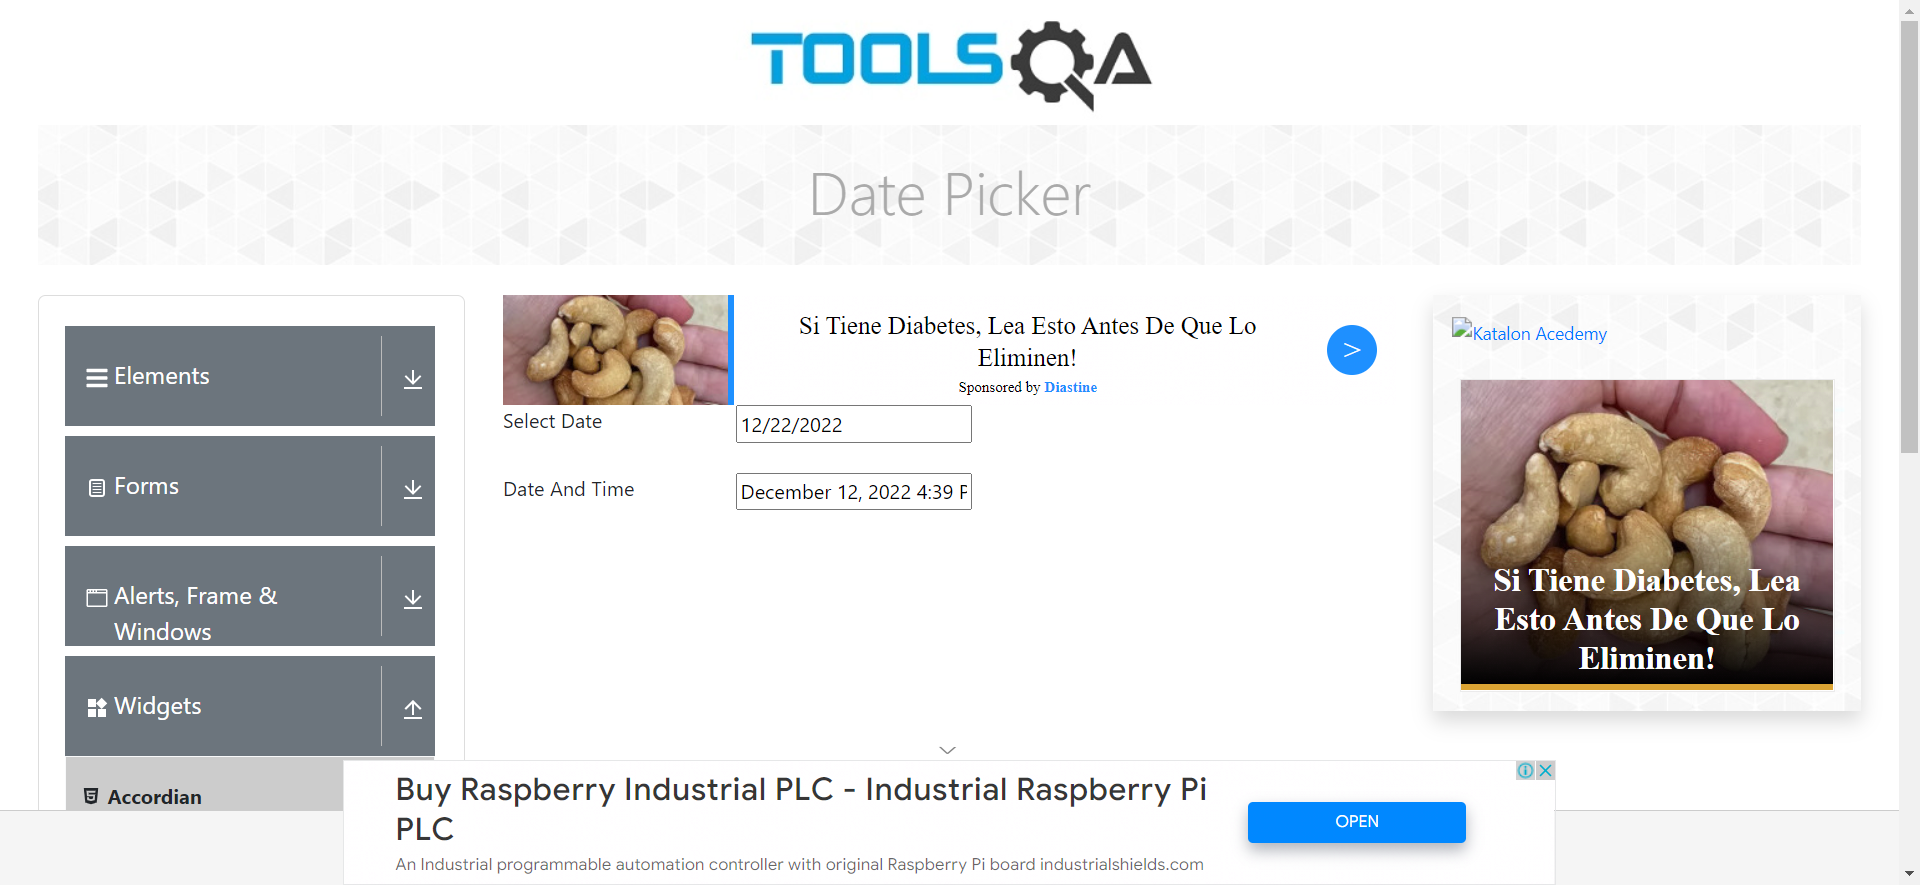 TOOLSQA
Date Picker
Elements
Forms
Alerts, Frame &
Windows
Widgets
Accordian
Si Tiene Diabetes, Lea Esto Antes De Que Lo
Eliminen!
Sponsored by Diastine
>
Select Date
12/22/2022
Date And Time
December 12, 2022 4:39 P
Katalon Acedemy
Si Tiene Diabetes, Lea
Esto Antes De Que Lo
Eliminen!
Buy Raspberry Industrial PLC - Industrial Raspberry Pi
PLC
An Industrial programmable automation controller with original Raspberry Pi board industrialshields.com
OPEN